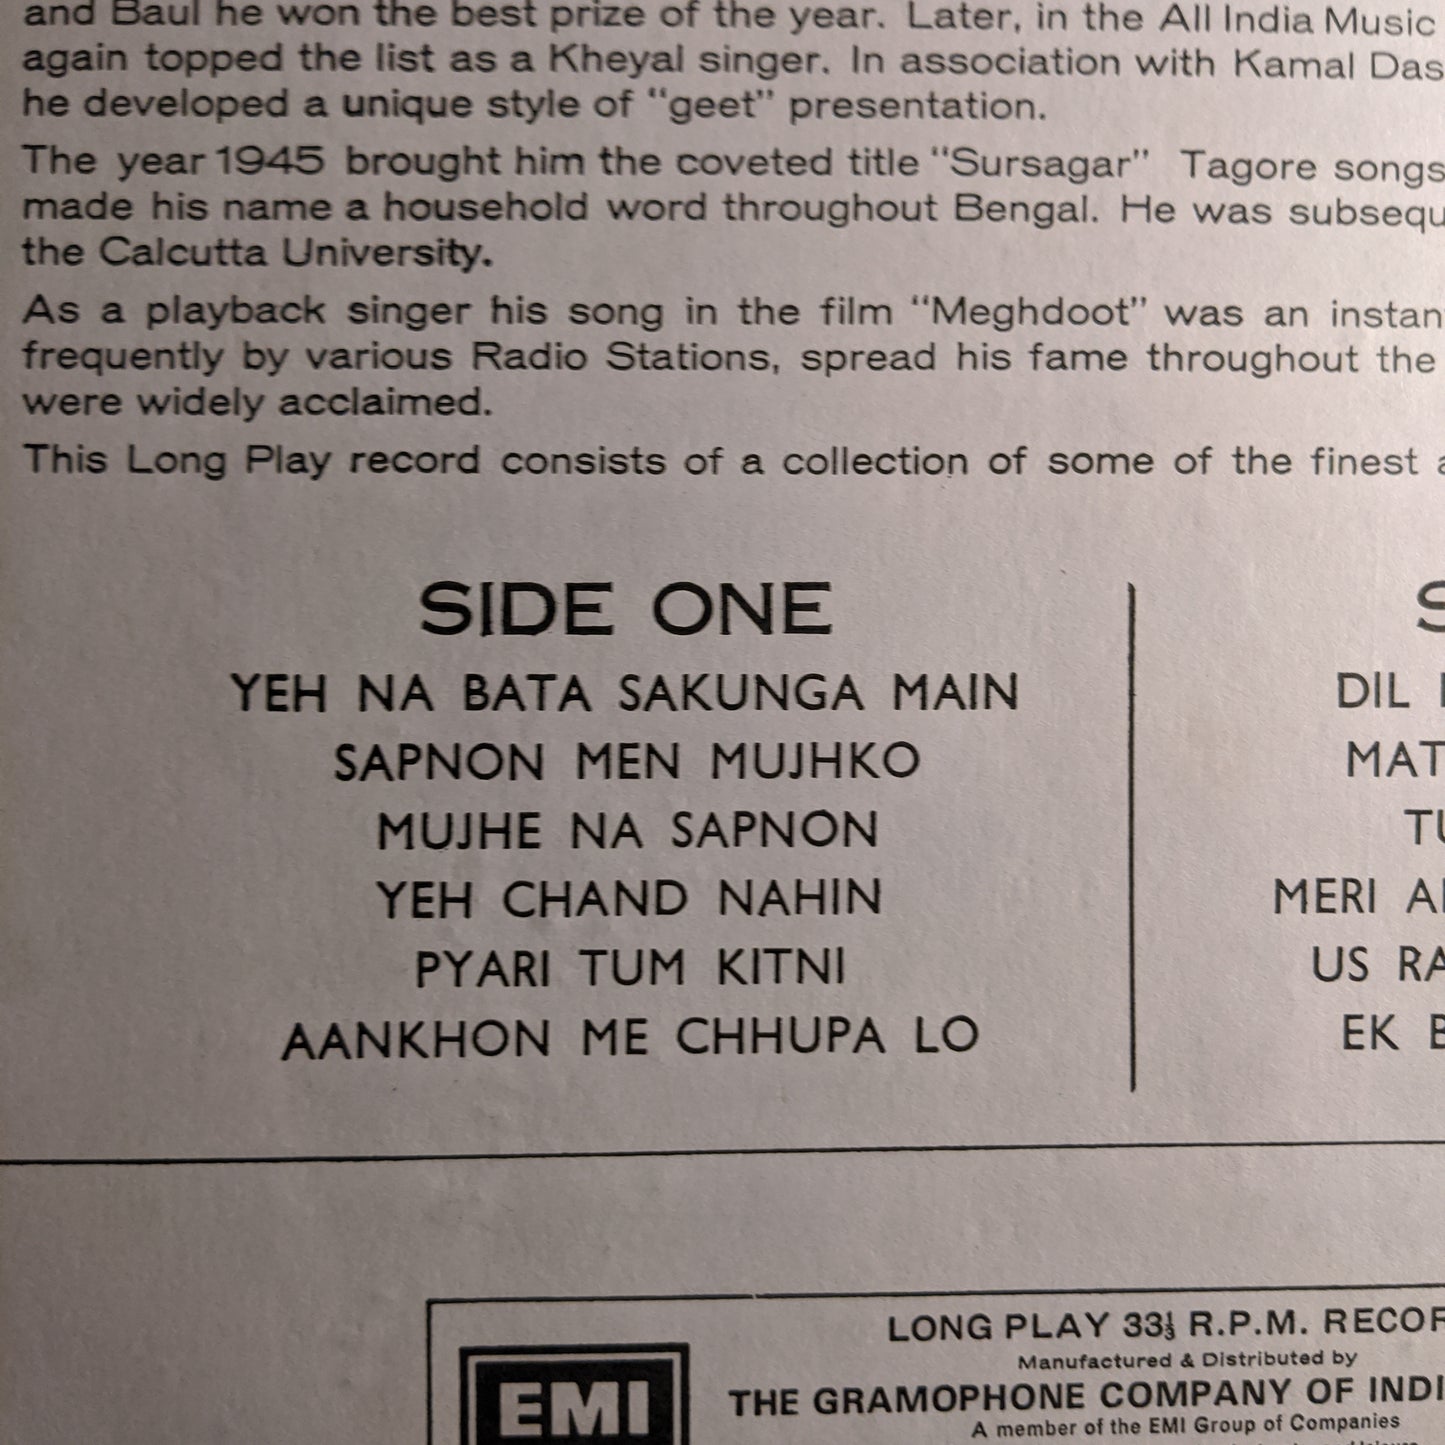 and Baul he won the best prize of the year. Later, in the All India Music
again topped the list as a Kheyal singer. In association with Kamal Das
he developed a unique style of "geet" presentation.
The year 1945 brought him the coveted title "Sursagar" Tagore songs
made his name a household word throughout Bengal. He was subsequ
the Calcutta University.
As a playback singer his song in the film "Meghdoot" was an instan
frequently by various Radio Stations, spread his fame throughout the
were widely acclaimed.
This Long Play record consists of a collection of some of the finest
SIDE ONE
YEH NA BATA SAKUNGA MAIN
SAPNON MEN MUJHKO
MUJHE NA SAPNON
YEH CHAND NAHIN
PYARI TUM KITNI
AANKHON ME CHHUPA LO
DIL
MAT
TU
MERI
US RA
EK
LONG PLAY 33⅓ R.P.M. RECOR
Manufactured & Distributed by
THE GRAMOPHONE COMPANY OF INDI
A member of the EMI Group of Companies
EMI